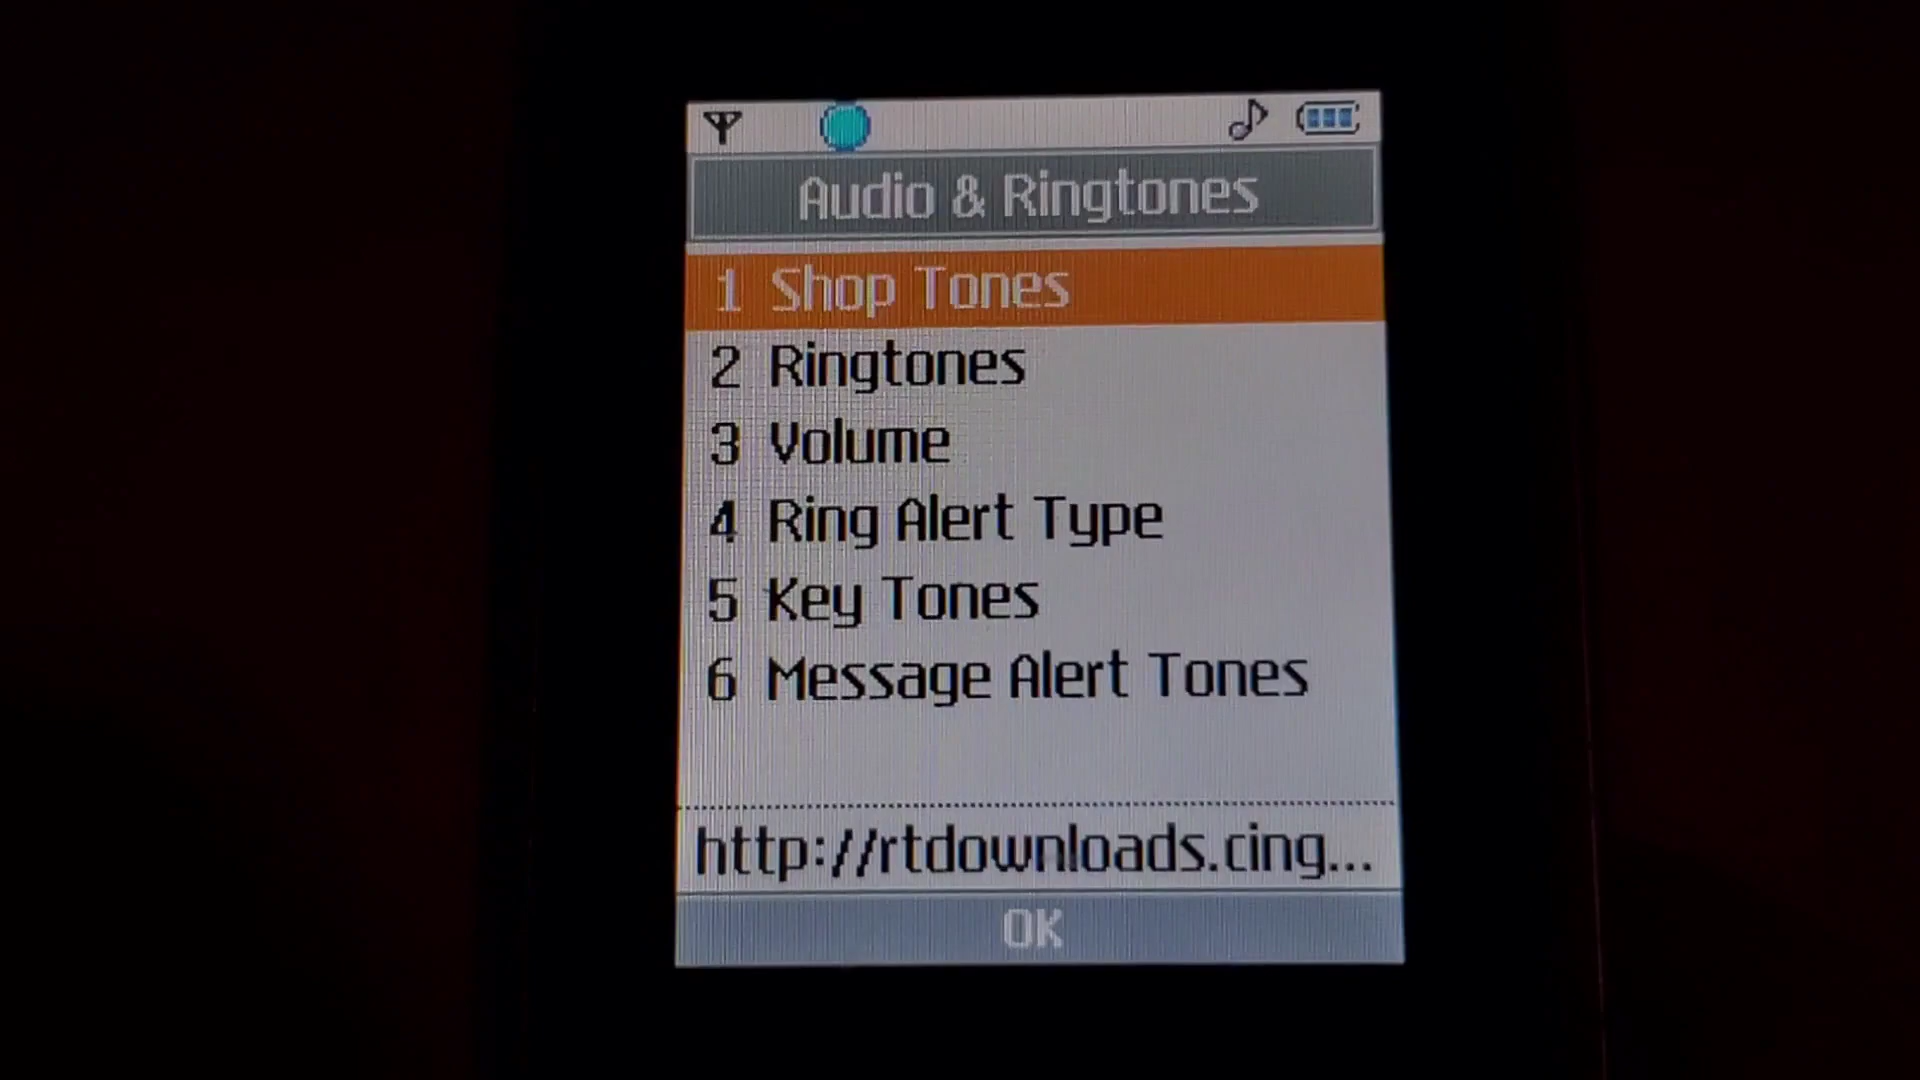 Audio & Ringtones
1 Shop Tones
2 Ringtones
3 Volume
4 Ring Alert Type
5 Key Tones
6 Message Alert Tones
http://rtdownloads.cing...
OK